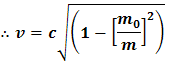 ∴ v = c√((1 − [m₀/m]²))